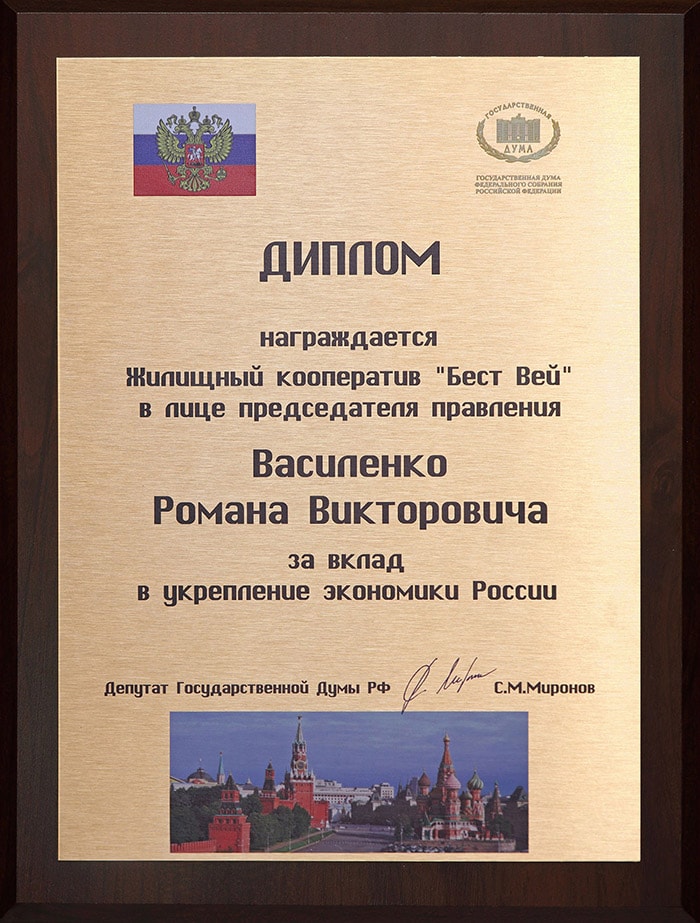 ГОСУДАРСТВЕННАЯ
ДУМА
ГОСУДАРСТВЕННАЯ ДУМА
ФЕДЕРАЛЬНОГО СОБРАНИЯ
РОССИЙСКОЙ ФЕДЕРАЦИИ
ДИПЛОМ
награждается
Жилищный кооператив "Бест Вей"
в лице председателя правления
Василенко
Романа Викторовича
за вклад
в укрепление экономики России
Депутат Государственной Думы РФ С.М.Миронов